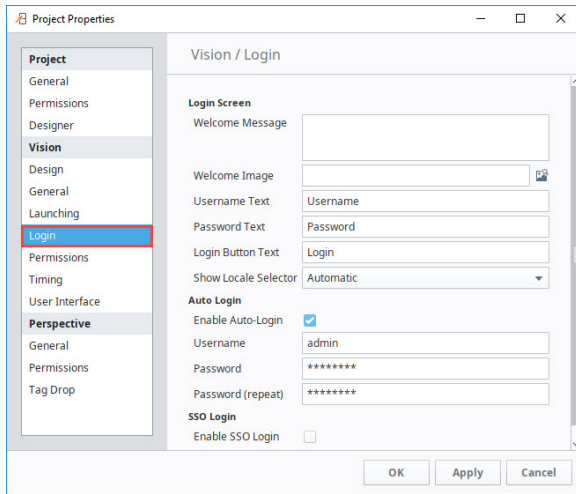 Project Properties
Project
General
Permissions
Designer
Vision
Design
General
Launching
Login
Permissions
Timing
User Interface
Perspective
General
Permissions
Tag Drop
Vision / Login
Login Screen
Welcome Message
Welcome Image
Username Text Username
Password Text Password
Login Button Text Login
Show Locale Selector Automatic
Auto Login
Enable Auto-Login
Username admin
Password ********
Password (repeat) ********
SSO Login
Enable SSO Login
OK Apply Cancel